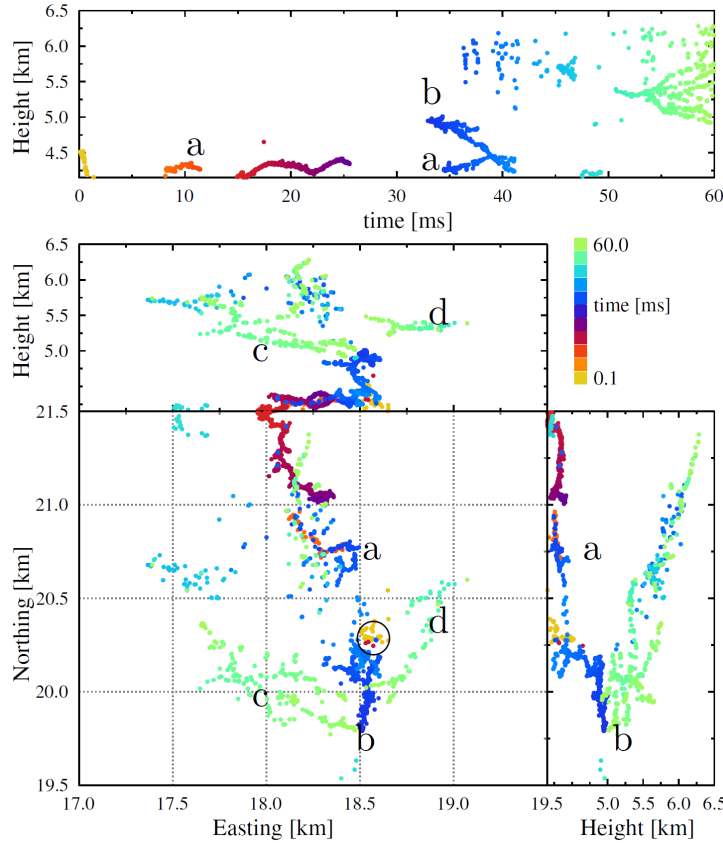 6.5
6.0
5.5
5.0
4.5
Height [km]
b
a
a
0 10 20 30 40 50 60
time [ms]
6.5
6.0
5.5
5.0
Height [km]
d
c
60.0
time [ms]
0.1
21.5
21.0
20.5
20.0
19.5
Northing [km]
a
d
c
b
a
b
17.0 17.5 18.0 18.5 19.0 19.5 5.0 5.5 6.0 6.5
Easting [km] Height [km]